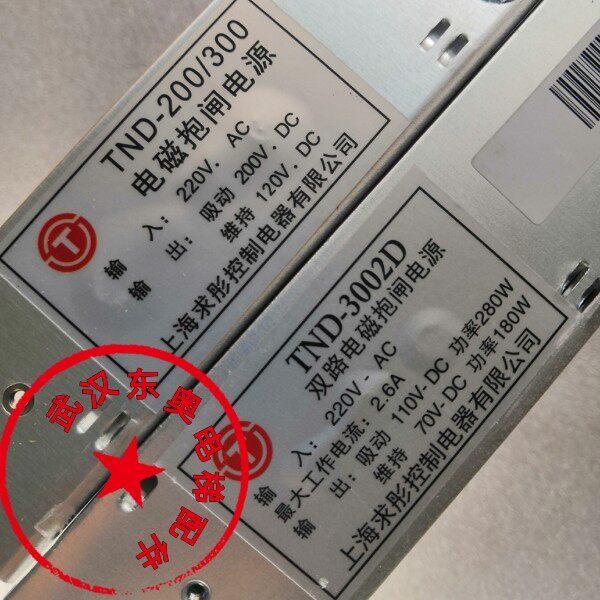 TND-200/300
电磁抱闸电源
输 入：220V．AC
输 出：吸动 200V．DC
维持 120V．DC
上海求彤控制电器有限公司
TND-3002D
双路电磁抱闸电源
输 入：220V - AC
最大工作电流：2.6A
输 出：吸动 110V-DC 功率280W
维持 70V-DC 功率180W
上海求彤控制电器有限公司
武汉东奥电梯配件